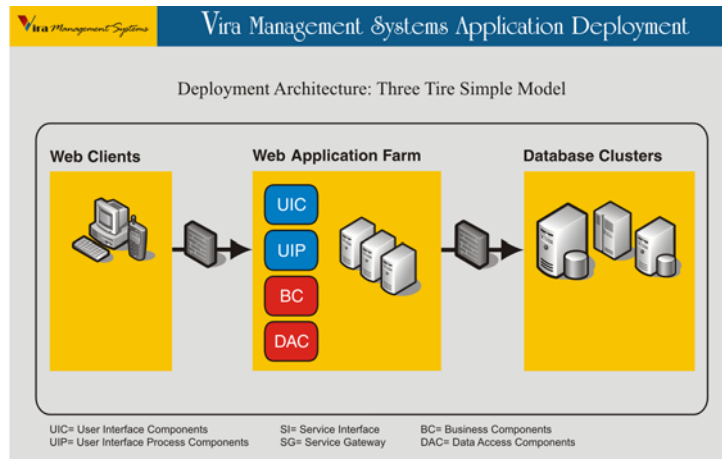 Vira Management Systems
Vira Management Systems Application Deployment
Deployment Architecture: Three Tire Simple Model
Web Clients
Web Application Farm
Database Clusters
UIC
UIP
BC
DAC
UIC= User Interface Components
SI= Service Interface
BC= Business Components
UIP= User Interface Process Components
SG= Service Gateway
DAC= Data Access Components